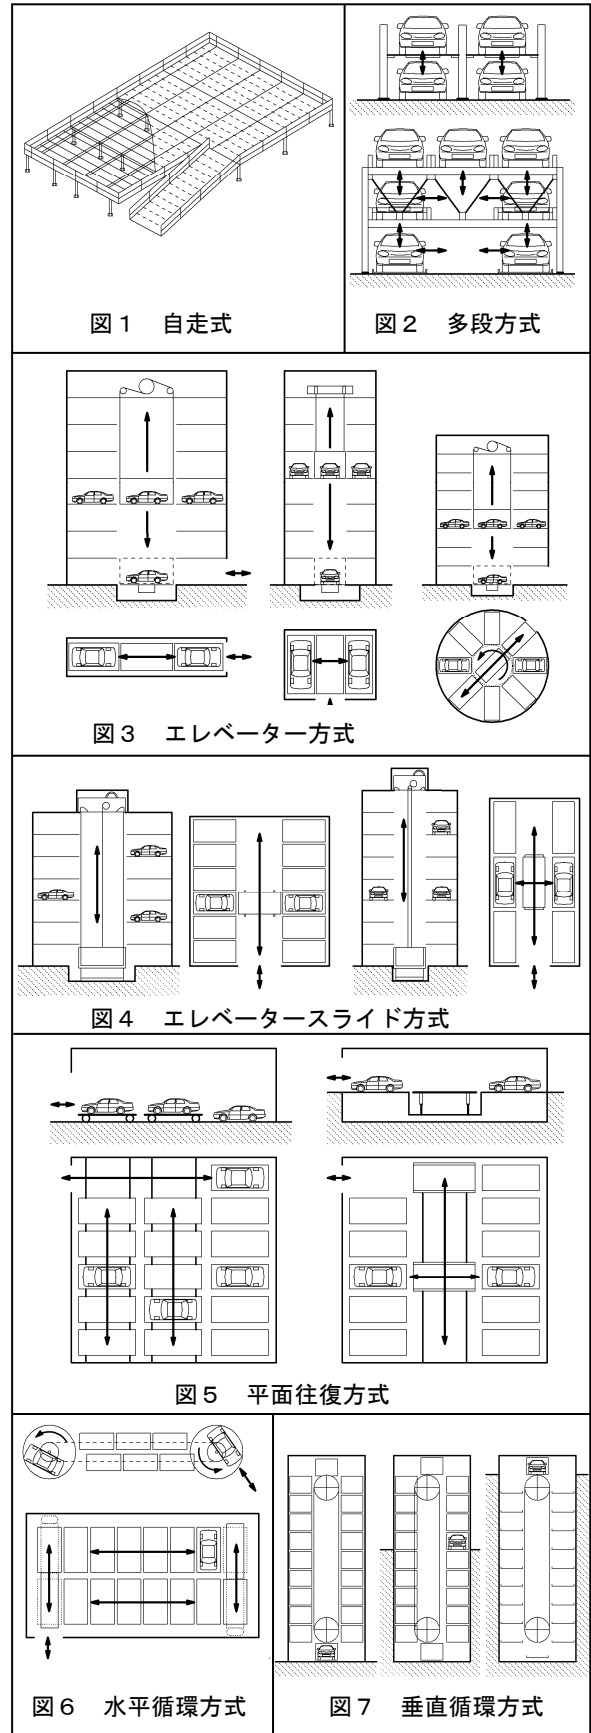 図1 自走式
図2 多段方式
図3 エレベーター方式
図4 エレベータースライド方式
図5 平面往復方式
図6 水平循環方式
図7 垂直循環方式